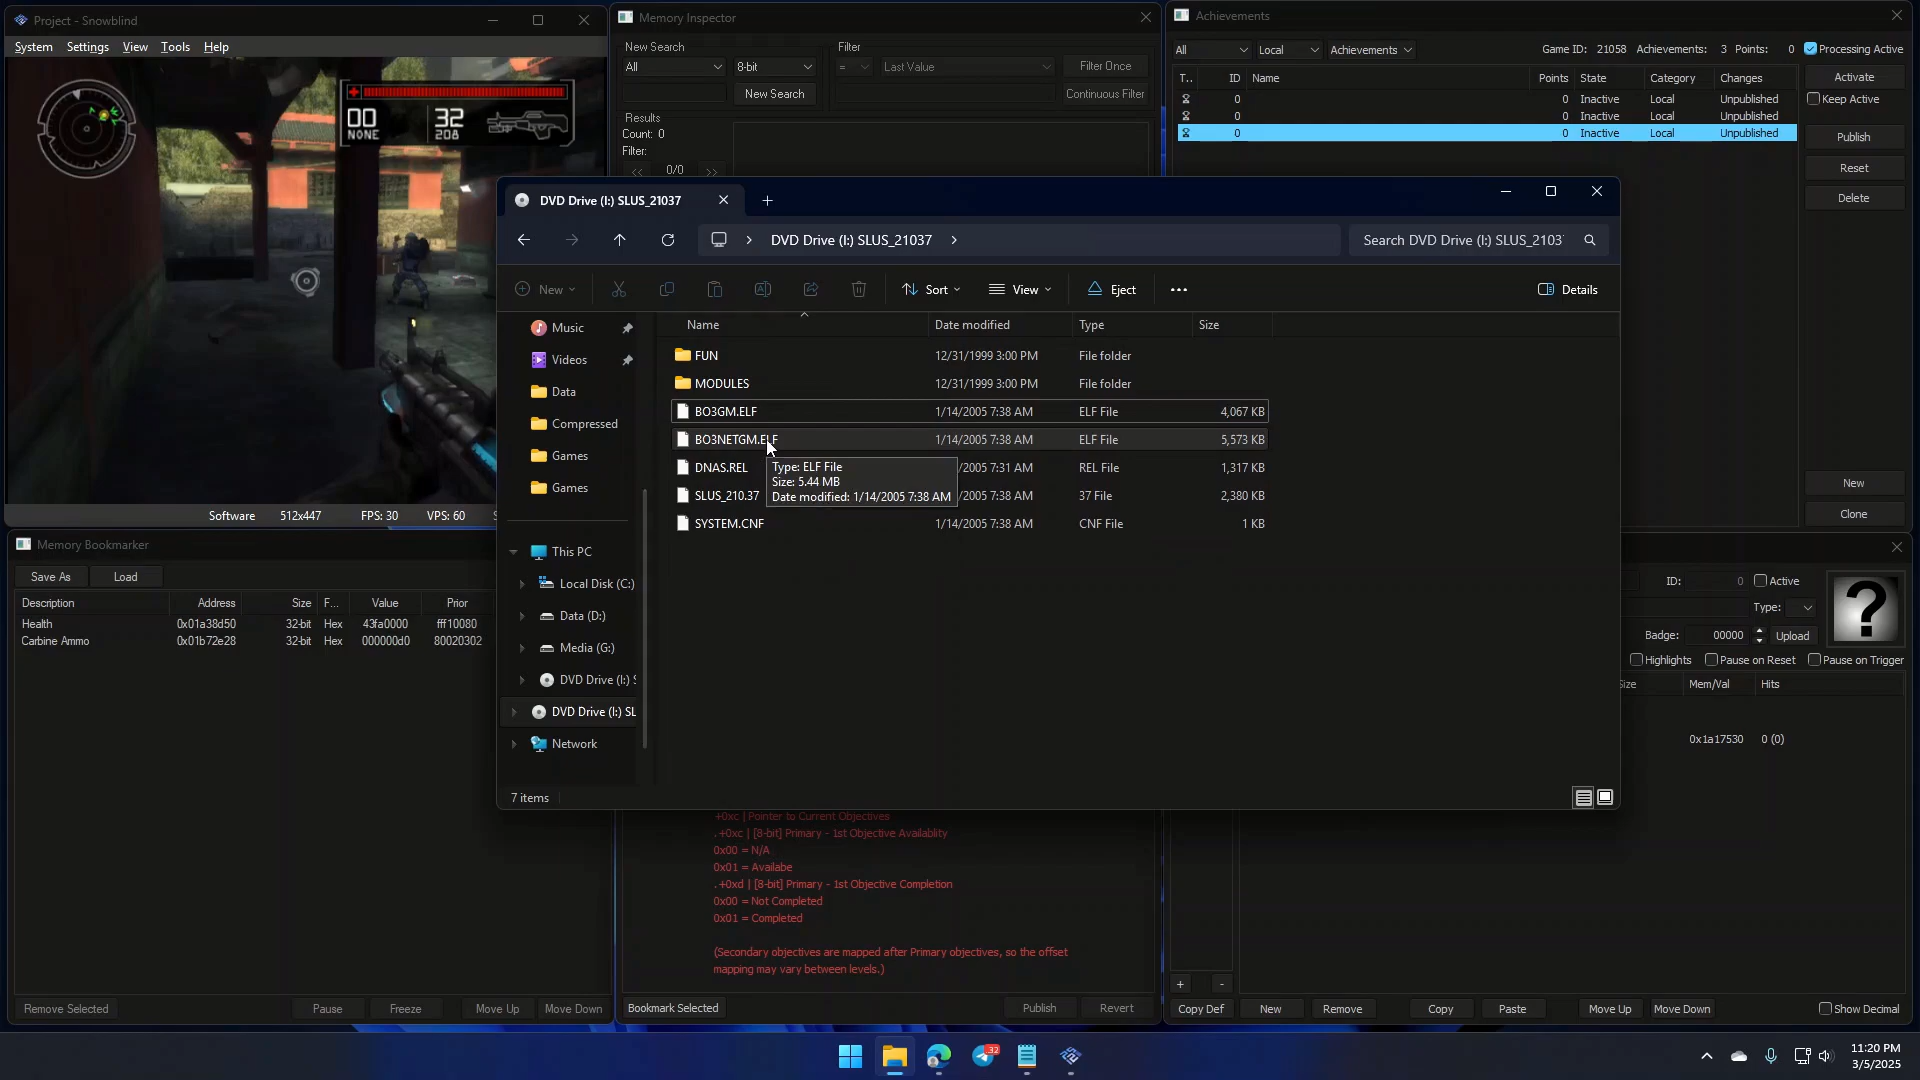 Project - Snowblind
System Settings View Tools Help
00
NONE
32
208
Software 512x447 FPS: 30 VPS: 60
Memory Inspector
New Search
All
8-bit
New Search
Filter
=
Last Value
Filter Once
Continuous Filter
Results
Count: 0
Filter:
<< 0/0 >>
Achievements
All Local Achievements
Game ID: 21058 Achievements: 3 Points: 0 Processing Active
T.. ID Name Points State Category Changes
0 0 Inactive Local Unpublished
0 0 Inactive Local Unpublished
0 0 Inactive Local Unpublished
Activate
Keep Active
Publish
Reset
Delete
New
Clone
DVD Drive (I:) SLUS_21037
DVD Drive (I:) SLUS_21037
Search DVD Drive (I:) SLUS_2103
New Sort View Eject Details
Music
Videos
Data
Compressed
Games
Games
This PC
Local Disk (C:)
Data (D:)
Media (G:)
DVD Drive (I:) S
DVD Drive (I:) SL
Network
Name Date modified Type Size
FUN 12/31/1999 3:00 PM File folder
MODULES 12/31/1999 3:00 PM File folder
BO3GM.ELF 1/14/2005 7:38 AM ELF File 4,067 KB
BO3NETGM.ELF 1/14/2005 7:38 AM ELF File 5,573 KB
DNAS.REL /2005 7:31 AM REL File 1,317 KB
SLUS_210.37 /2005 7:38 AM 37 File 2,380 KB
SYSTEM.CNF 1/14/2005 7:38 AM CNF File 1 KB
Type: ELF File
Size: 5.44 MB
Date modified: 1/14/2005 7:38 AM
7 items
Memory Bookmarker
Save As Load
Description Address Size F... Value Prior
Health 0x01a38d50 32-bit Hex 43fa0000 fff10080
Carbine Ammo 0x01b72e28 32-bit Hex 000000d0 80020302
Remove Selected Pause Freeze Move Up Move Down
+0xc | Pointer to Current Objectives
.+0xc | [8-bit] Primary - 1st Objective Availablity
0x00 = N/A
0x01 = Availabe
.+0xd | [8-bit] Primary - 1st Objective Completion
0x00 = Not Completed
0x01 = Completed
(Secondary objectives are mapped after Primary objectives, so the offset
mapping may vary between levels.)
Bookmark Selected Publish Revert
ID: 0 Active
Type:
Badge: 00000 Upload
Highlights Pause on Reset Pause on Trigger
Size Mem/Val Hits
0x1a17530 0 (0)
+ -
Copy Def New Remove Copy Paste Move Up Move Down Show Decimal
32
11:20 PM
3/5/2025